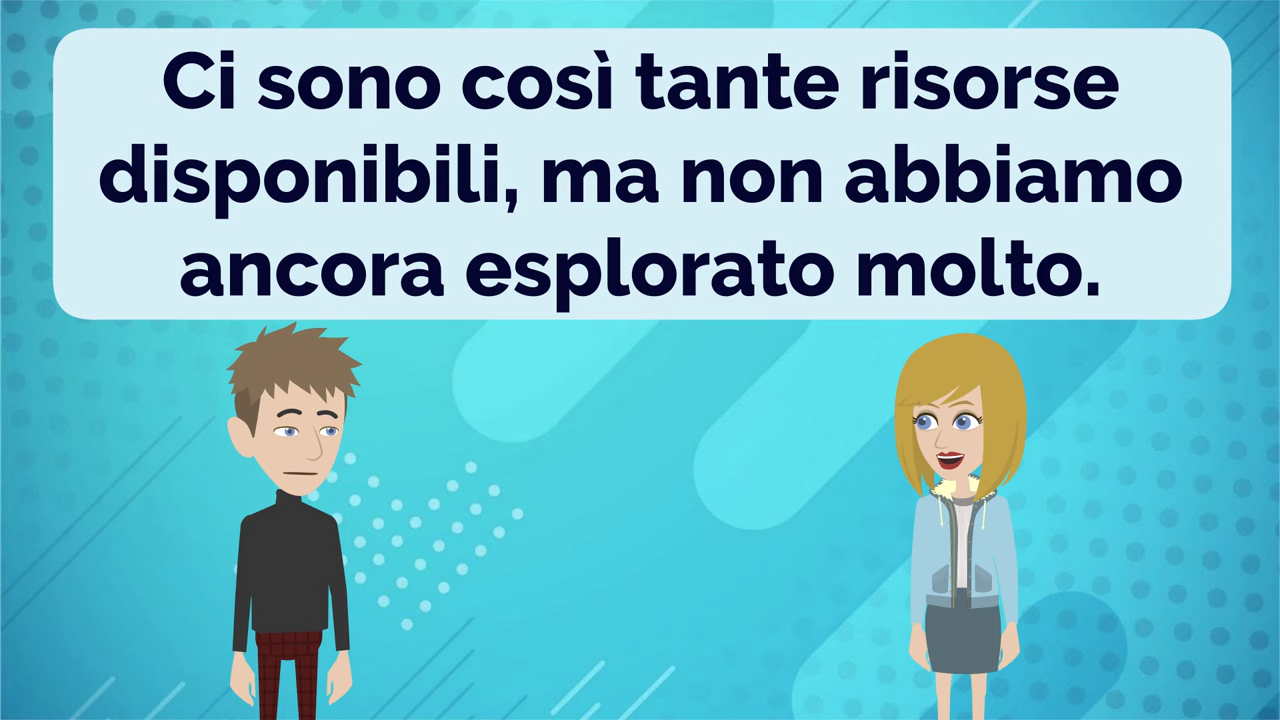 Ci sono così tante risorse
disponibili, ma non abbiamo
ancora esplorato molto.